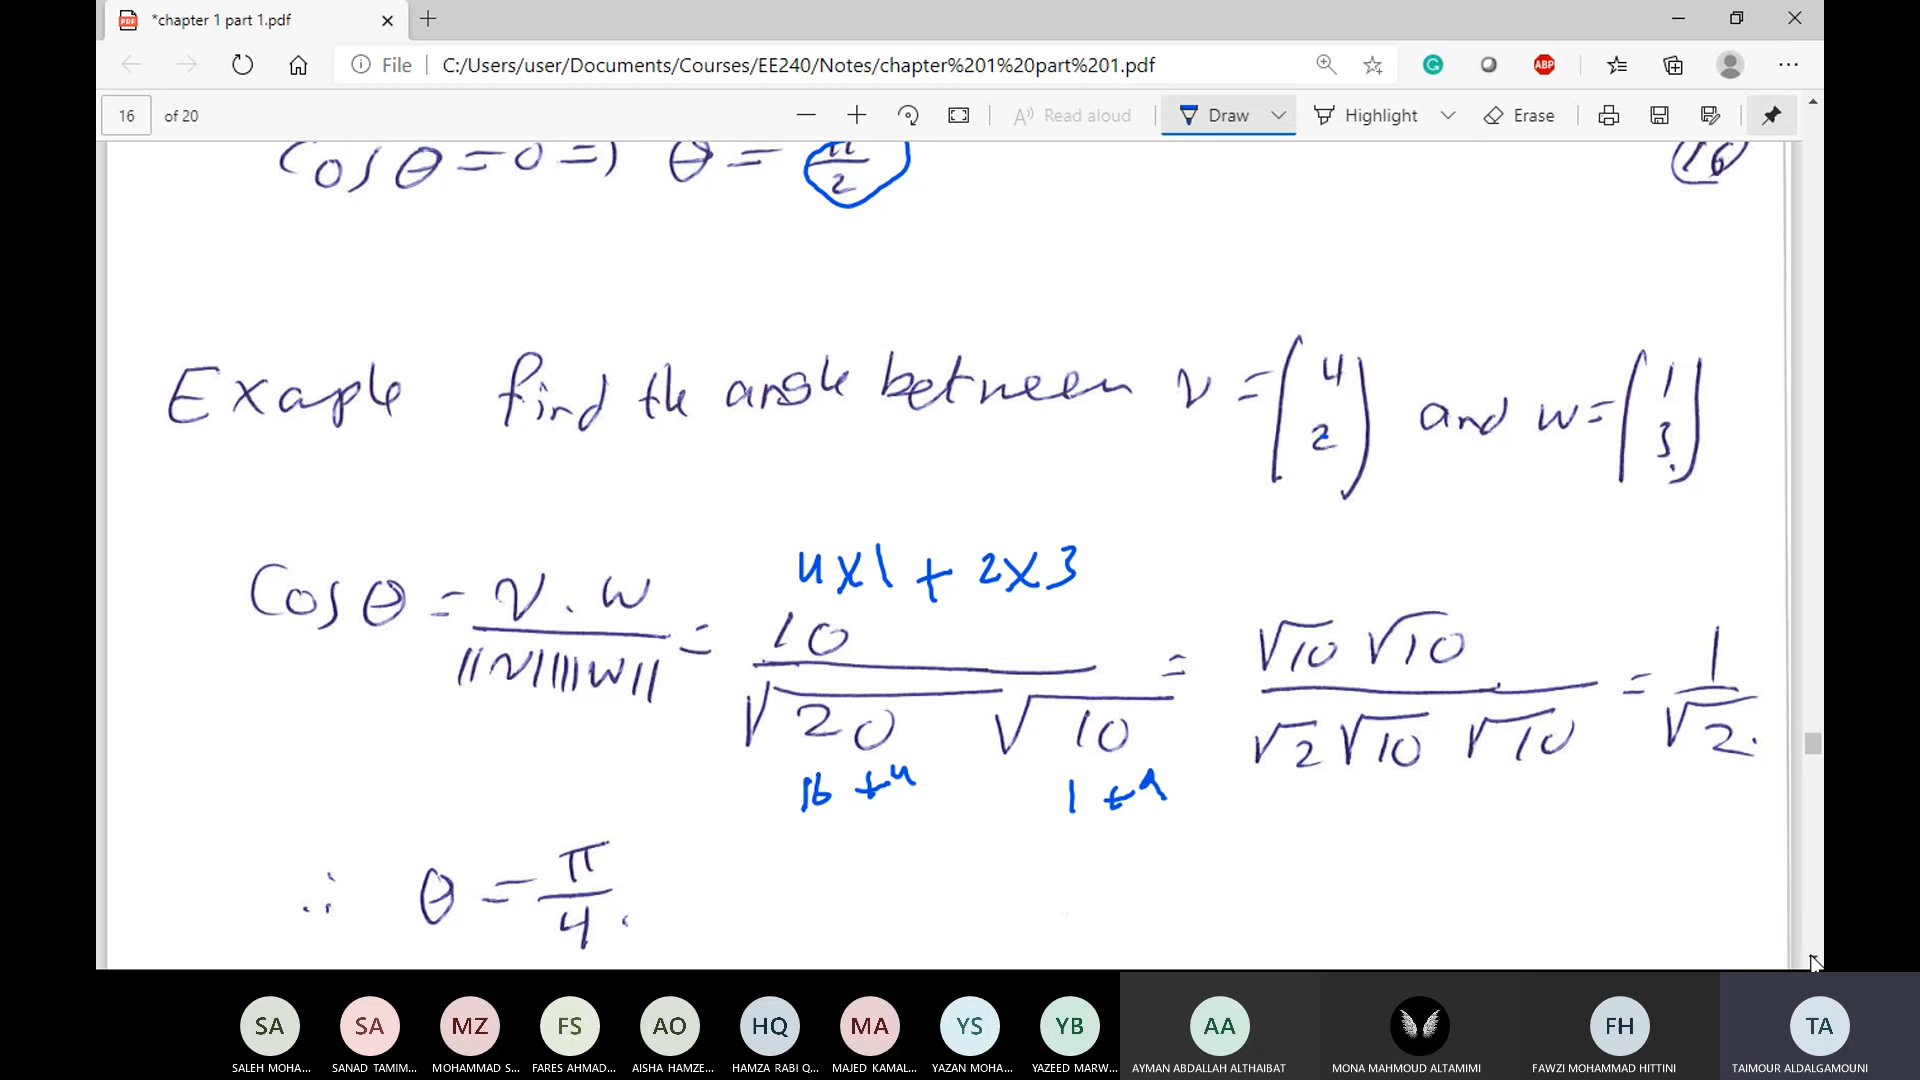 *chapter 1 part 1.pdf
File C:/Users/user/Documents/Courses/EE240/Notes/chapter%201%20part%201.pdf
ABP
16 of 20 Read aloud Draw Highlight Erase
Cos θ = 0 => θ = π/2 16
Example find the angle between v = (4 2) and w = (1 3)
4x1 + 2x3
Cos θ = v . w / ||v|| ||w|| = 10 / √20 √10 = √10 √10 / √2 √10 √10 = 1 / √2.
16 + 4 1 + 9
∴ θ = π/4.
SA SA MZ FS AO HQ MA YS YB AA FH TA
SALEH MOHA... SANAD TAMIM... MOHAMMAD S... FARES AHMAD... AISHA HAMZE... HAMZA RABI Q... MAJED KAMAL... YAZAN MOHA... YAZEED MARW... AYMAN ABDALLAH ALTHAIBAT MONA MAHMOUD ALTAMIMI FAWZI MOHAMMAD HITTINI TAIMOUR ALDALGAMOUNI